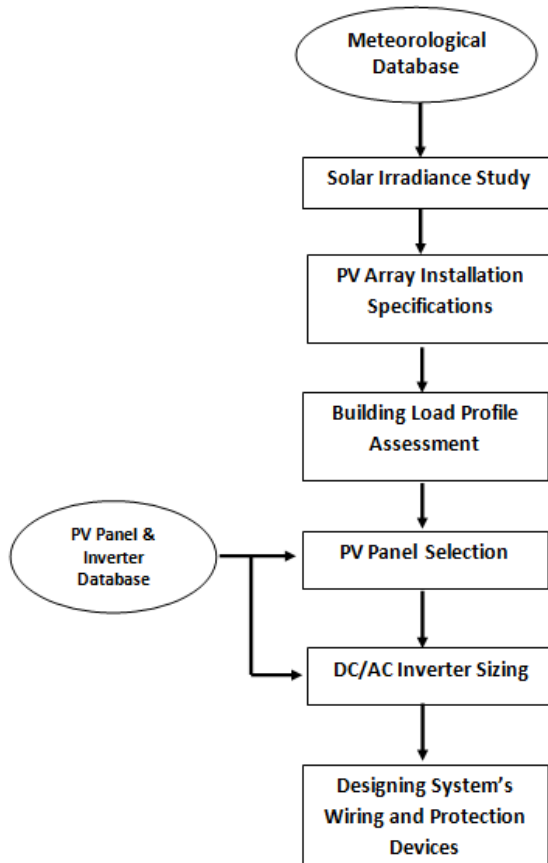 Meteorological
Database
Solar Irradiance Study
PV Array Installation
Specifications
Building Load Profile
Assessment
PV Panel &
Inverter
Database
PV Panel Selection
DC/AC Inverter Sizing
Designing System’s
Wiring and Protection
Devices